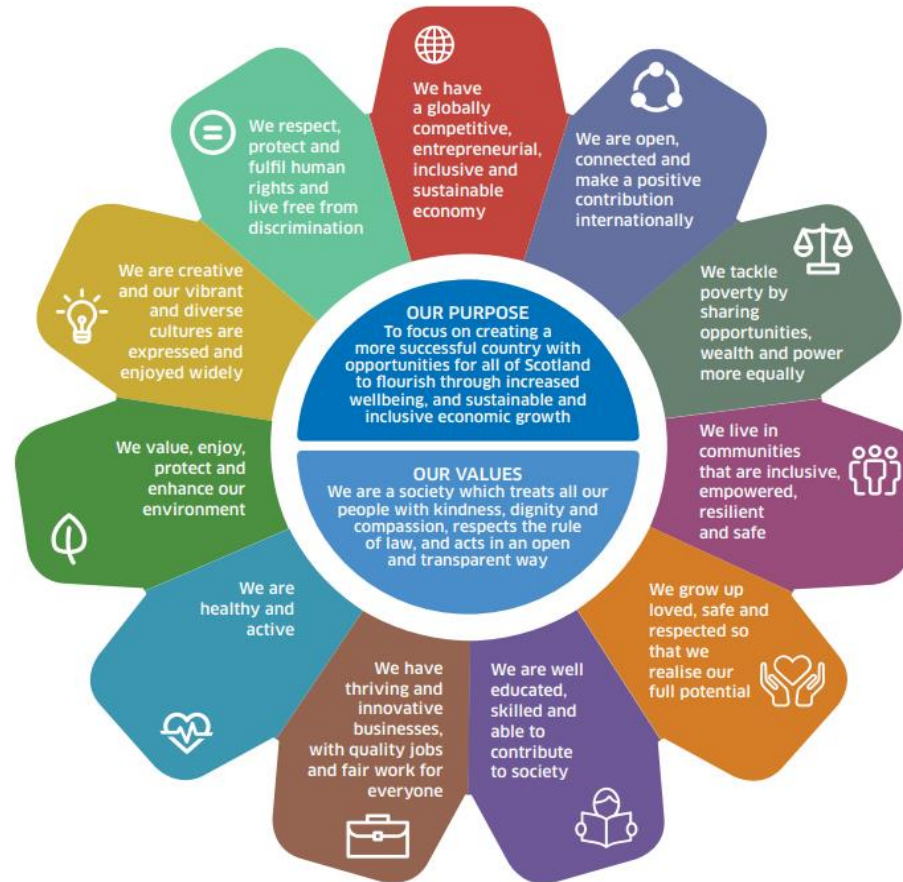 We have
a globally
competitive,
entrepreneurial,
inclusive and
sustainable
economy
We are open,
connected and
make a positive
contribution
internationally
We tackle
poverty by
sharing
opportunities,
wealth and power
more equally
We live in
communities
that are inclusive,
empowered,
resilient
and safe
We grow up
loved, safe and
respected so
that we
realise our
full potential
We are well
educated,
skilled and
able to
contribute
to society
We have
thriving and
innovative
businesses,
with quality jobs
and fair work for
everyone
We are
healthy and
active
We value, enjoy,
protect and
enhance our
environment
We are creative
and our vibrant
and diverse
cultures are
expressed and
enjoyed widely
We respect,
protect and
fulfil human
rights and
live free from
discrimination
OUR PURPOSE
To focus on creating a
more successful country with
opportunities for all of Scotland
to flourish through increased
wellbeing, and sustainable and
inclusive economic growth
OUR VALUES
We are a society which treats all our
people with kindness, dignity and
compassion, respects the rule
of law, and acts in an open
and transparent way